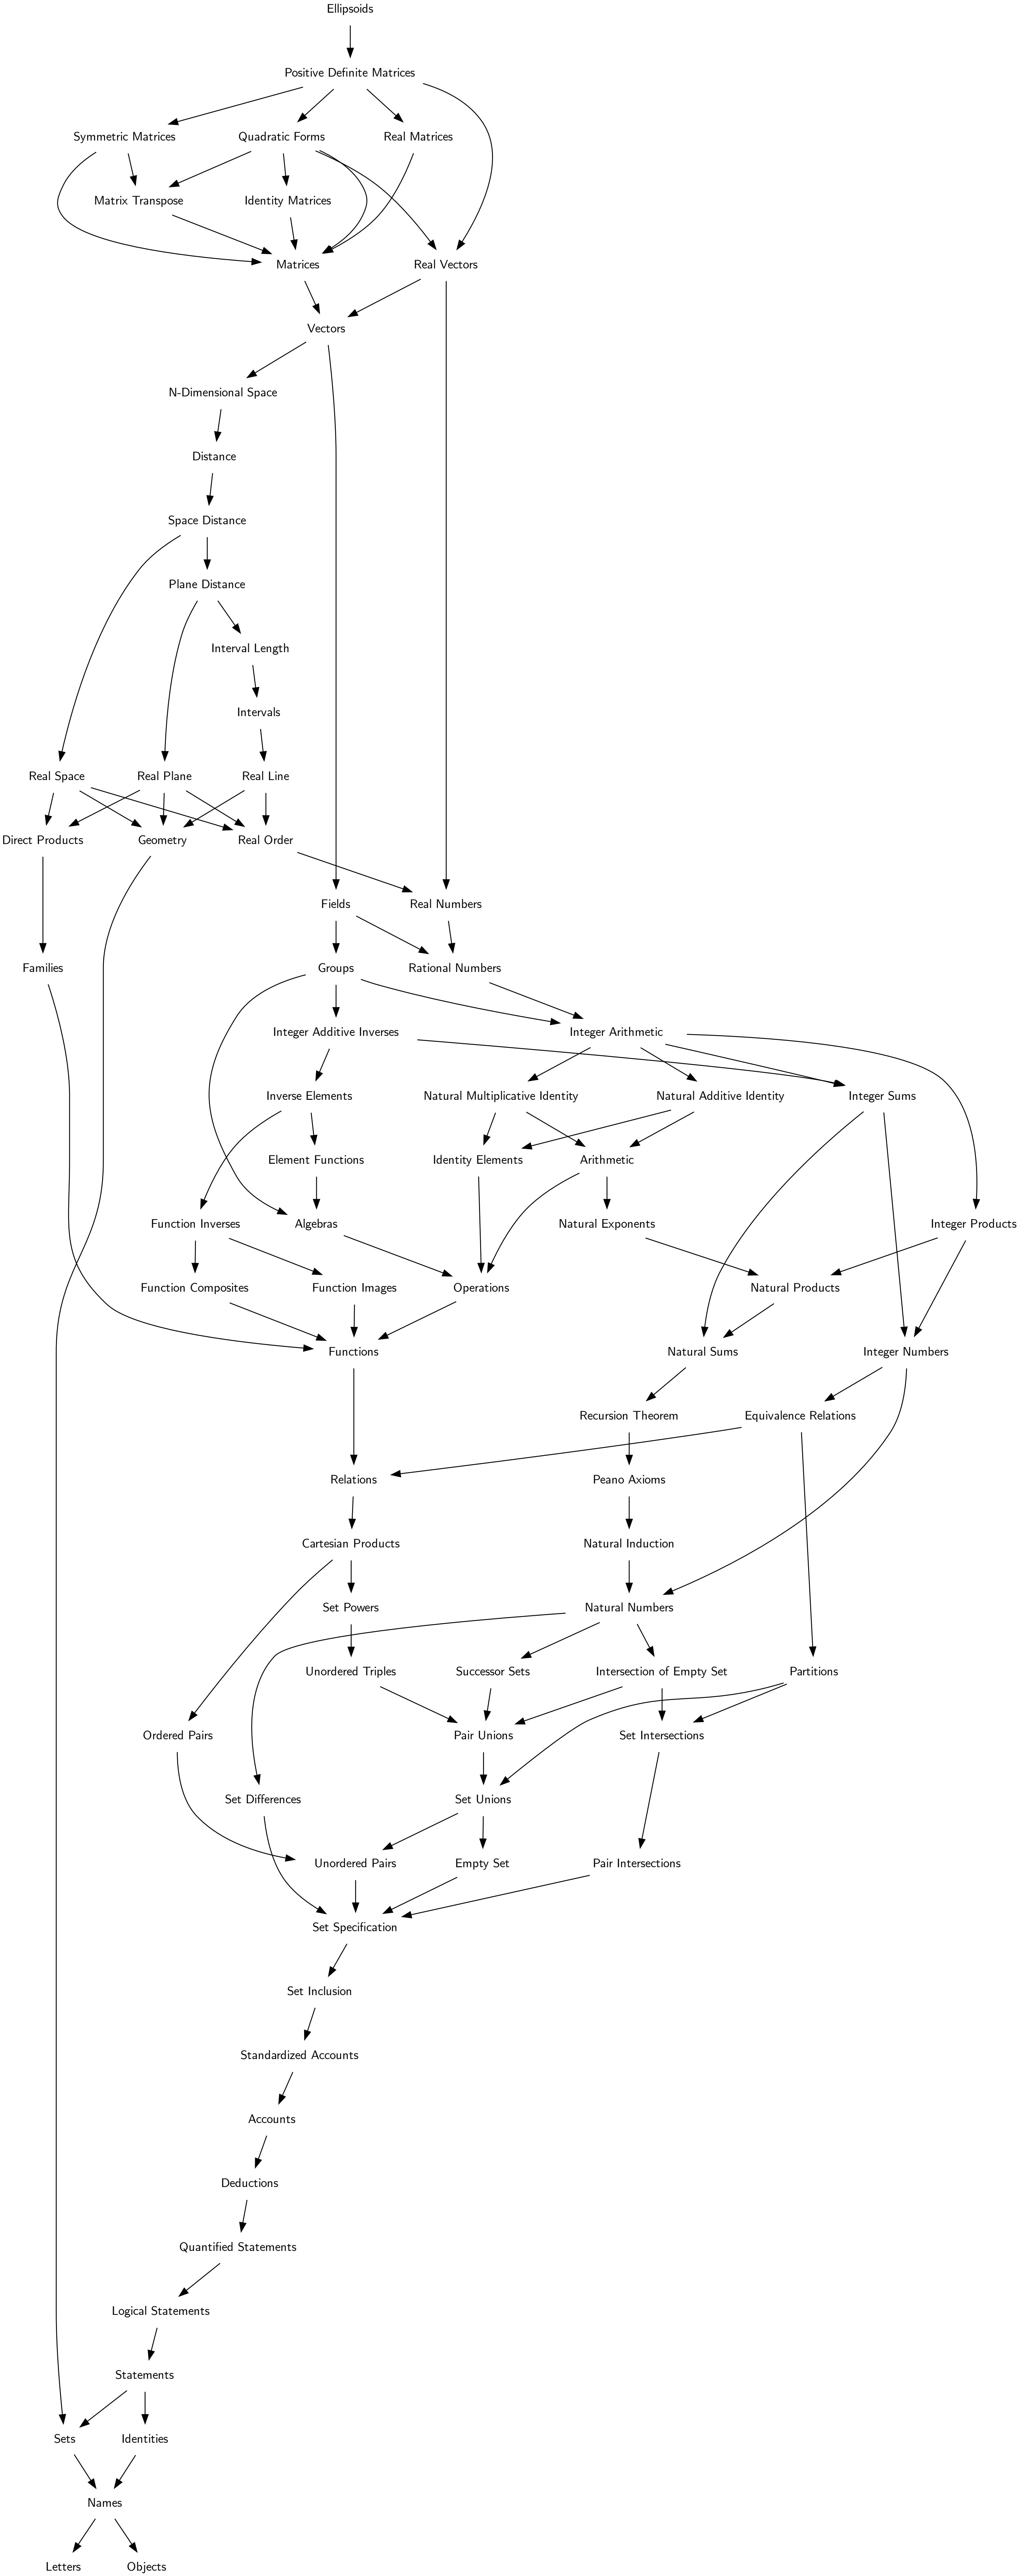 Ellipsoids
Positive Definite Matrices
Symmetric Matrices
Quadratic Forms
Real Matrices
Matrix Transpose
Identity Matrices
Matrices
Real Vectors
Vectors
N-Dimensional Space
Distance
Space Distance
Plane Distance
Interval Length
Intervals
Real Space
Real Plane
Real Line
Direct Products
Geometry
Real Order
Fields
Real Numbers
Families
Groups
Rational Numbers
Integer Additive Inverses
Integer Arithmetic
Inverse Elements
Natural Multiplicative Identity
Natural Additive Identity
Integer Sums
Element Functions
Identity Elements
Arithmetic
Function Inverses
Algebras
Natural Exponents
Integer Products
Function Composites
Function Images
Operations
Natural Products
Functions
Natural Sums
Integer Numbers
Recursion Theorem
Equivalence Relations
Relations
Peano Axioms
Cartesian Products
Natural Induction
Set Powers
Natural Numbers
Unordered Triples
Successor Sets
Intersection of Empty Set
Partitions
Ordered Pairs
Pair Unions
Set Intersections
Set Differences
Set Unions
Unordered Pairs
Empty Set
Pair Intersections
Set Specification
Set Inclusion
Standardized Accounts
Accounts
Deductions
Quantified Statements
Logical Statements
Statements
Sets
Identities
Names
Letters
Objects